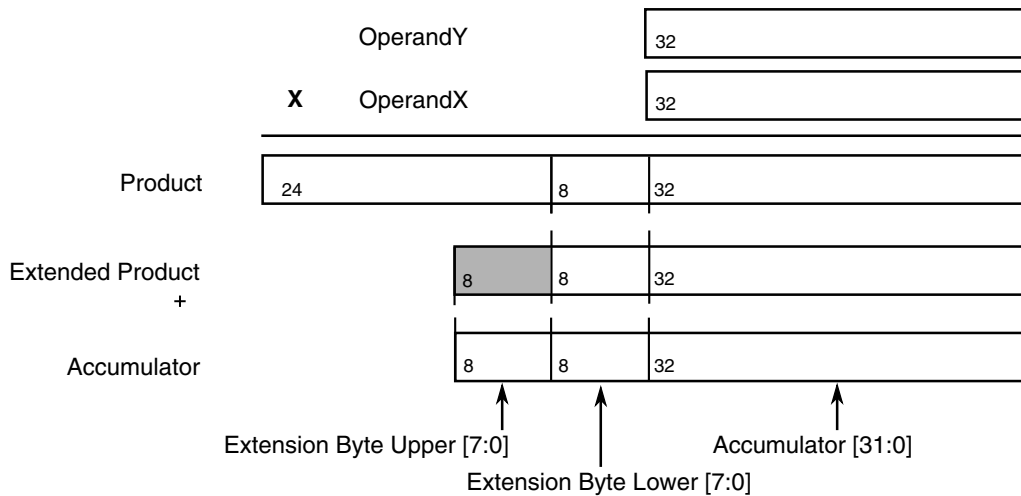 OperandY 32
X OperandX 32
Product 24 8 32
Extended Product 8 8 32
+
Accumulator 8 8 32
Extension Byte Upper [7:0] Accumulator [31:0]
Extension Byte Lower [7:0]